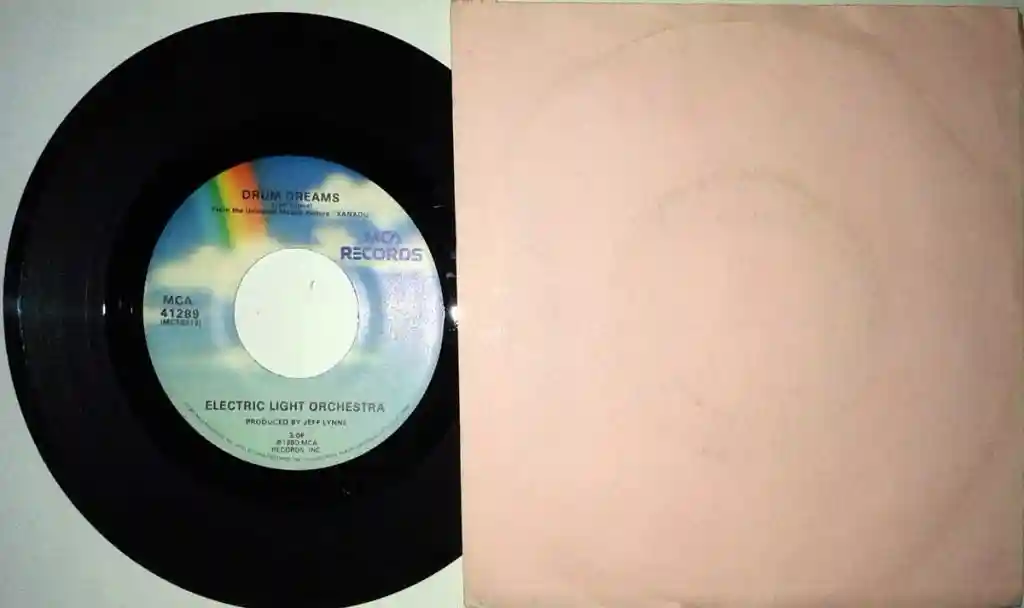 DRUM DREAMS
From the Universal Motion Picture XANADU
MCA
RECORDS
MCA
41289
ELECTRIC LIGHT ORCHESTRA
PRODUCED BY JEFF LYNNE
℗1980 MCA
RECORDS, INC.